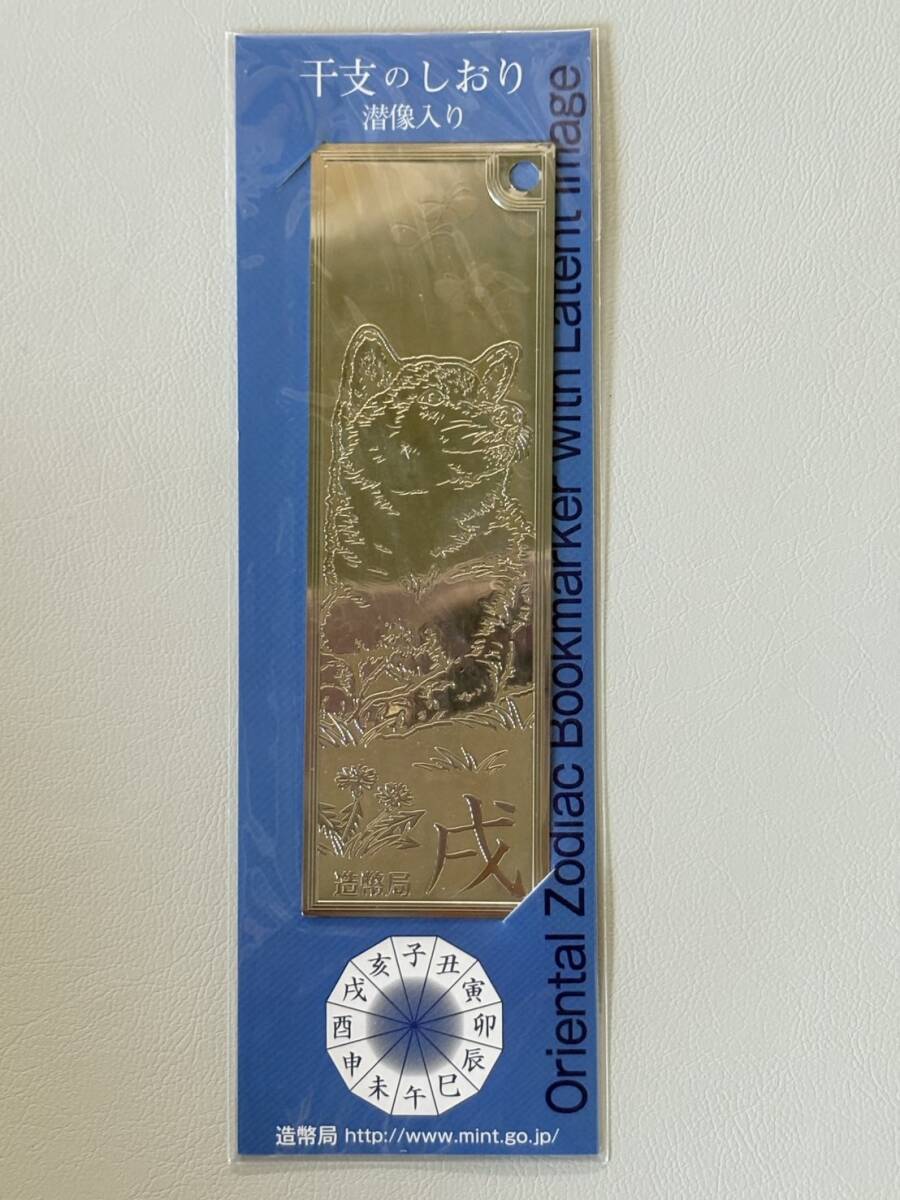 干支のしおり
潜像入り
Oriental Zodiac Bookmarker with Latent Image
戌
造幣局
子
丑
寅
卯
辰
巳
午
未
申
酉
戌
亥
造幣局 http://www.mint.go.jp/